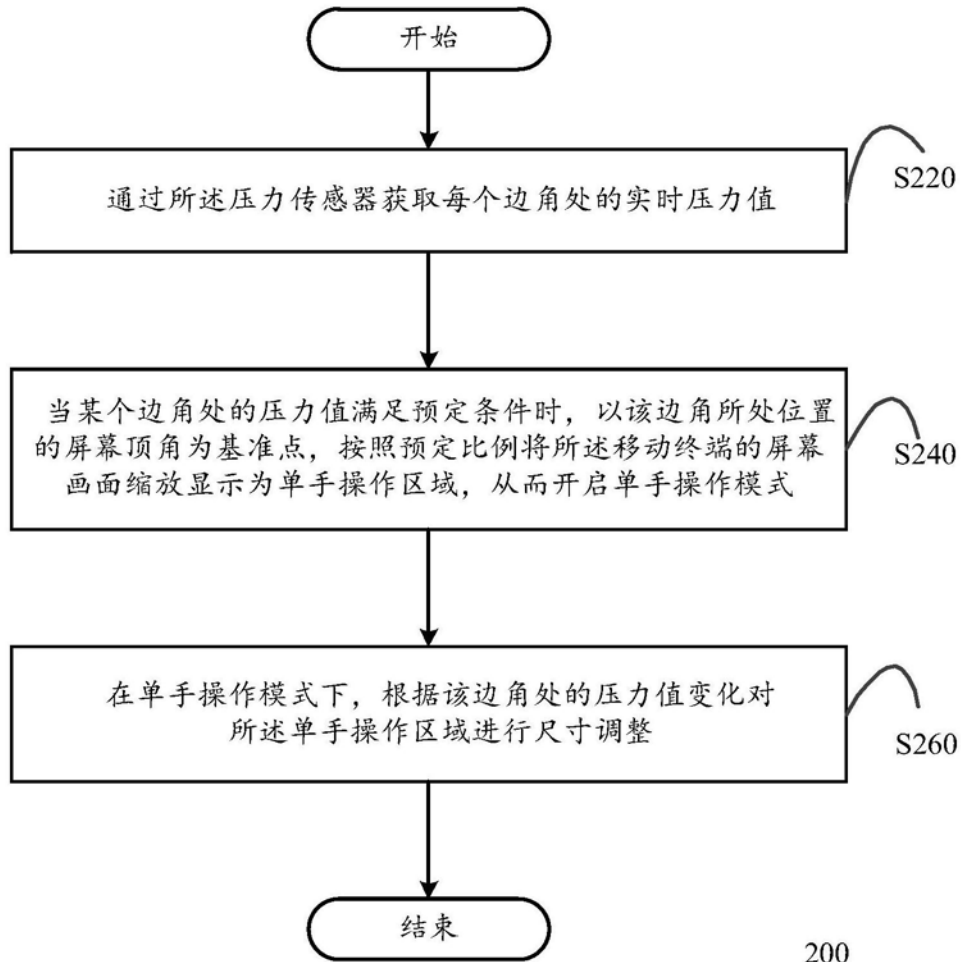 开始
通过所述压力传感器获取每个边角处的实时压力值
S220
当某个边角处的压力值满足预定条件时，以该边角所处位置
的屏幕顶角为基准点，按照预定比例将所述移动终端的屏幕
画面缩放显示为单手操作区域，从而开启单手操作模式
S240
在单手操作模式下，根据该边角处的压力值变化对
所述单手操作区域进行尺寸调整
S260
结束
200